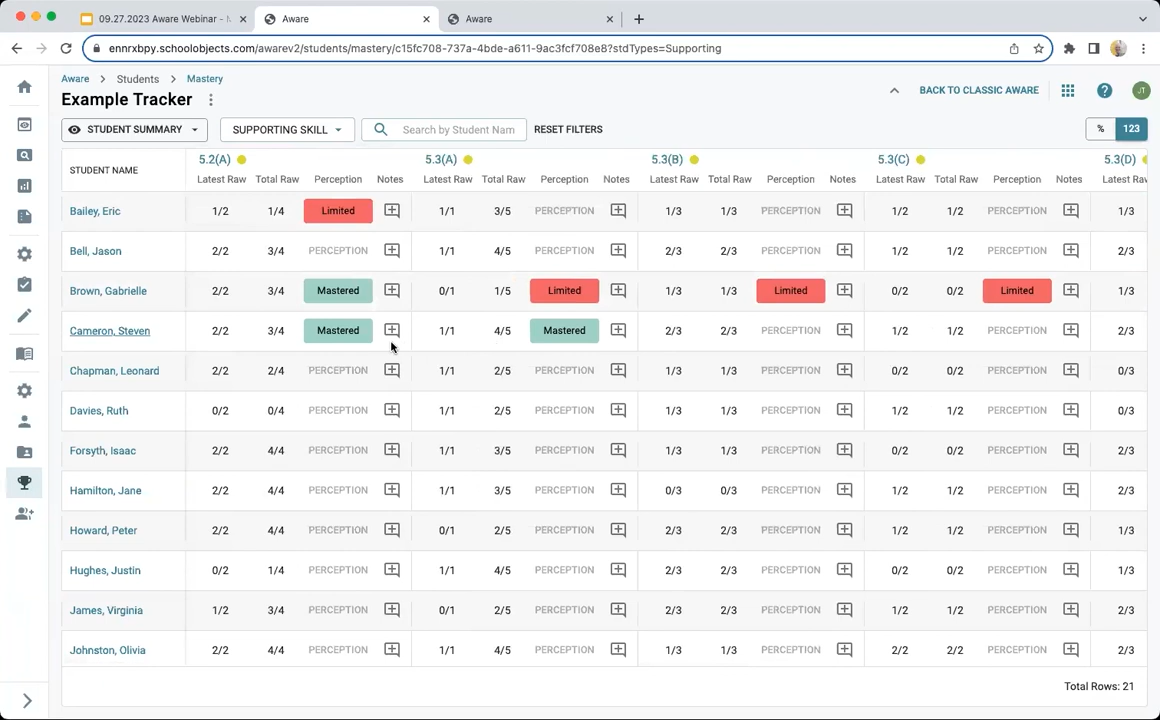 09.27.2023 Aware Webinar -
Aware
Aware
ennrxbpy.schoolobjects.com/awarev2/students/mastery/c15fc708-737a-4bde-a611-9ac3fcf708e8?stdTypes=Supporting
Aware > Students > Mastery
Example Tracker
BACK TO CLASSIC AWARE
JT
STUDENT SUMMARY
SUPPORTING SKILL
Search by Student Nam
RESET FILTERS
% 123
STUDENT NAME
5.2(A) 5.3(A) 5.3(B) 5.3(C) 5.3(D)
Latest Raw Total Raw Perception Notes Latest Raw Total Raw Perception Notes Latest Raw Total Raw Perception Notes Latest Raw Total Raw Perception Notes Latest Raw
Bailey, Eric 1/2 1/4 Limited 1/1 3/5 PERCEPTION 1/3 1/3 PERCEPTION 1/2 1/2 PERCEPTION 1/3
Bell, Jason 2/2 3/4 PERCEPTION 1/1 4/5 PERCEPTION 2/3 2/3 PERCEPTION 1/2 1/2 PERCEPTION 2/3
Brown, Gabrielle 2/2 3/4 Mastered 0/1 1/5 Limited 1/3 1/3 Limited 0/2 0/2 Limited 1/3
Cameron, Steven 2/2 3/4 Mastered 1/1 4/5 Mastered 2/3 2/3 PERCEPTION 1/2 1/2 PERCEPTION 2/3
Chapman, Leonard 2/2 2/4 PERCEPTION 1/1 2/5 PERCEPTION 1/3 1/3 PERCEPTION 0/2 0/2 PERCEPTION 0/3
Davies, Ruth 0/2 0/4 PERCEPTION 1/1 2/5 PERCEPTION 1/3 1/3 PERCEPTION 1/2 1/2 PERCEPTION 0/3
Forsyth, Isaac 2/2 4/4 PERCEPTION 1/1 3/5 PERCEPTION 1/3 1/3 PERCEPTION 0/2 0/2 PERCEPTION 2/3
Hamilton, Jane 2/2 4/4 PERCEPTION 1/1 3/5 PERCEPTION 0/3 0/3 PERCEPTION 1/2 1/2 PERCEPTION 2/3
Howard, Peter 2/2 4/4 PERCEPTION 0/1 2/5 PERCEPTION 2/3 2/3 PERCEPTION 1/2 1/2 PERCEPTION 1/3
Hughes, Justin 0/2 1/4 PERCEPTION 1/1 4/5 PERCEPTION 2/3 2/3 PERCEPTION 0/2 0/2 PERCEPTION 1/3
James, Virginia 1/2 3/4 PERCEPTION 0/1 2/5 PERCEPTION 2/3 2/3 PERCEPTION 1/2 1/2 PERCEPTION 2/3
Johnston, Olivia 2/2 4/4 PERCEPTION 1/1 4/5 PERCEPTION 1/3 1/3 PERCEPTION 2/2 2/2 PERCEPTION 2/3
Total Rows: 21